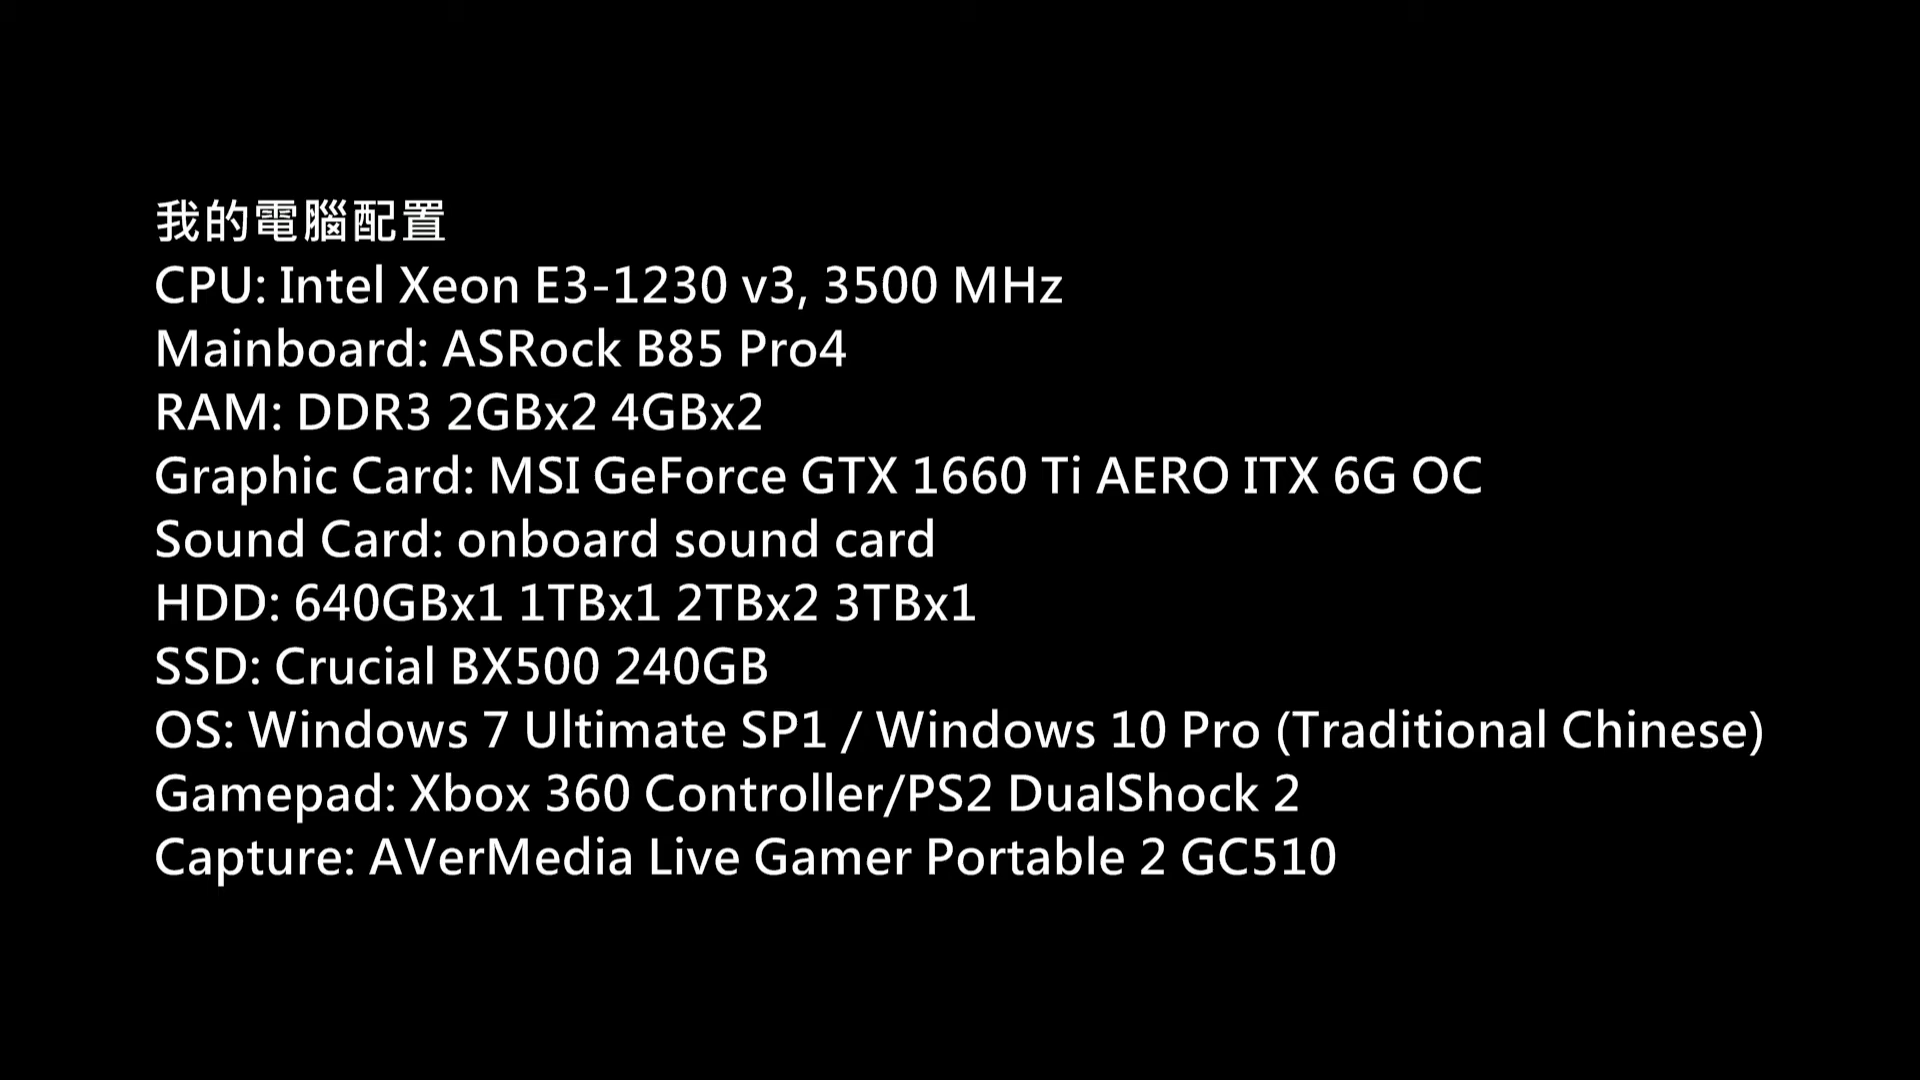 我的電腦配置
CPU: Intel Xeon E3-1230 v3, 3500 MHz
Mainboard: ASRock B85 Pro4
RAM: DDR3 2GBx2 4GBx2
Graphic Card: MSI GeForce GTX 1660 Ti AERO ITX 6G OC
Sound Card: onboard sound card
HDD: 640GBx1 1TBx1 2TBx2 3TBx1
SSD: Crucial BX500 240GB
OS: Windows 7 Ultimate SP1 / Windows 10 Pro (Traditional Chinese)
Gamepad: Xbox 360 Controller/PS2 DualShock 2
Capture: AVerMedia Live Gamer Portable 2 GC510